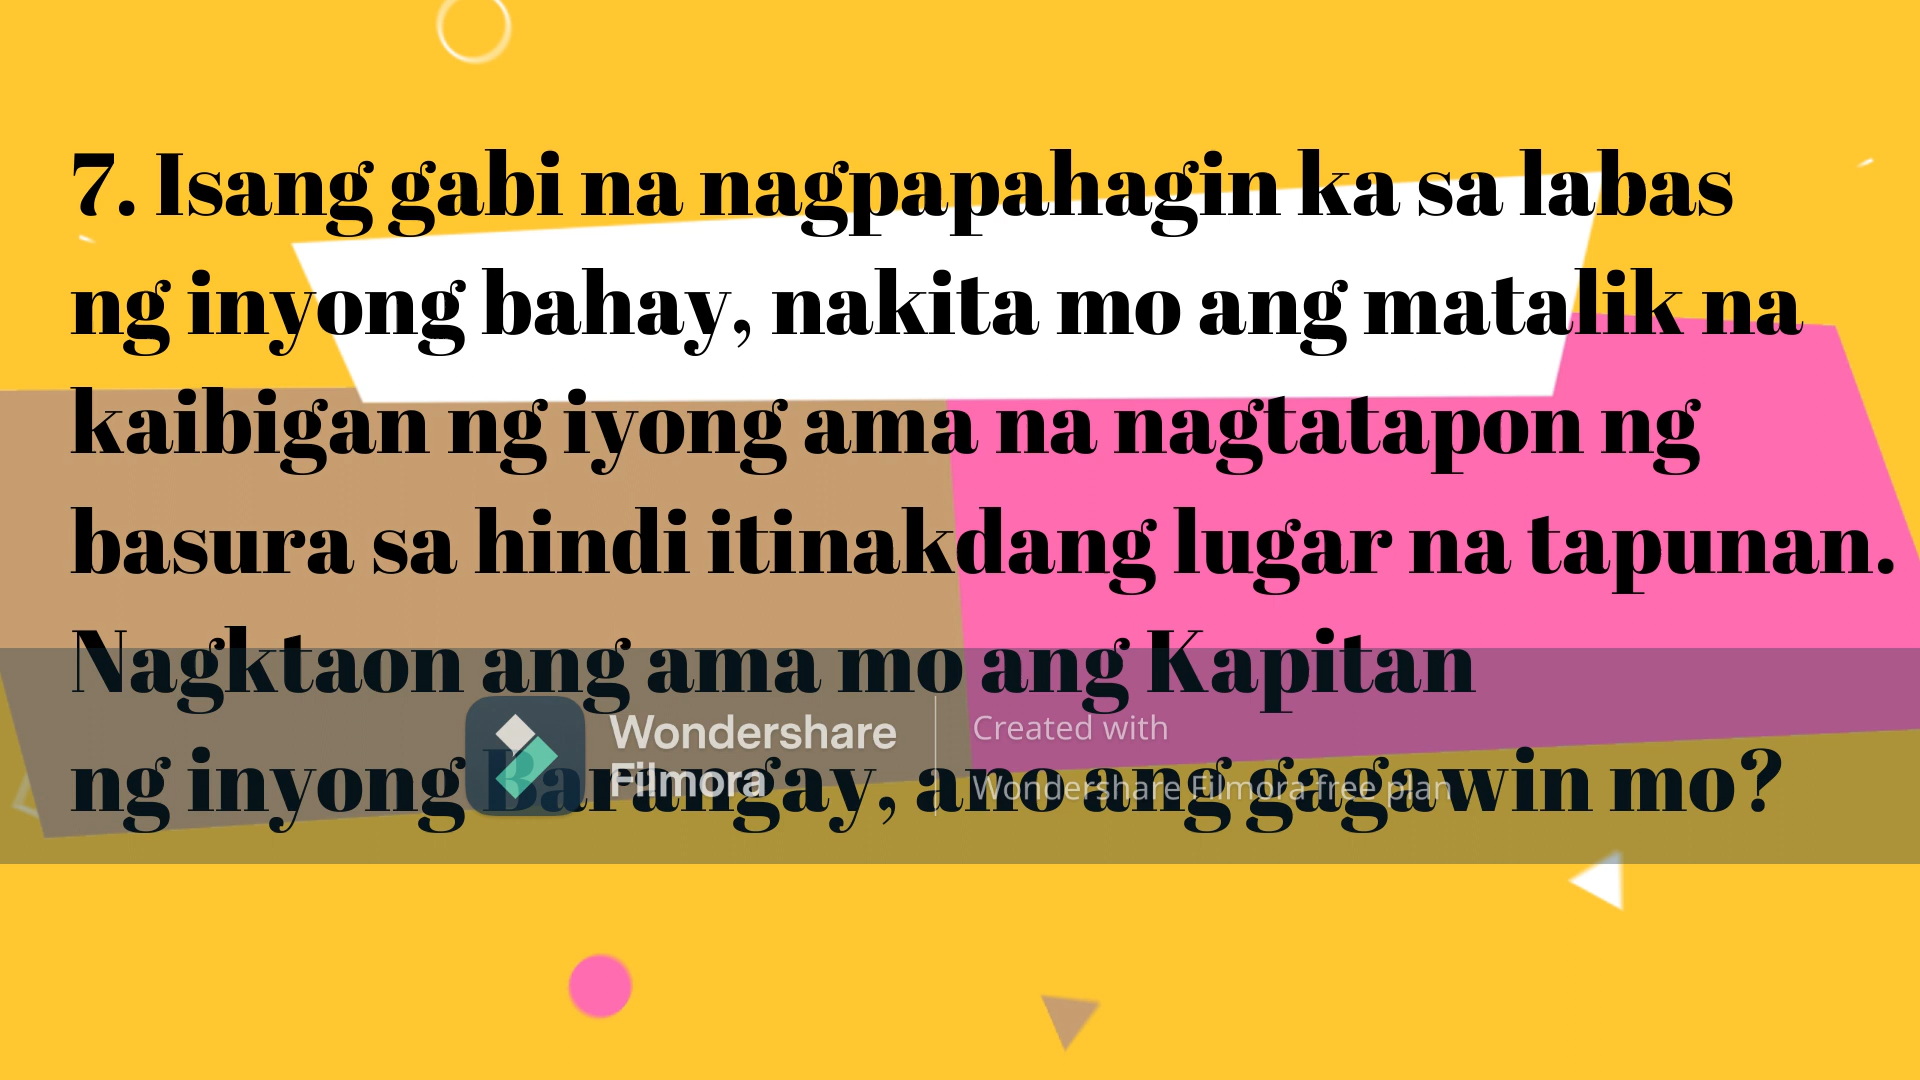 7. Isang gabi na nagpapahagin ka sa labas
ng inyong bahay, nakita mo ang matalik na
kaibigan ng iyong ama na nagtatapon ng
basura sa hindi itinakdang lugar na tapunan.
Nagktaon ang ama mo ang Kapitan
ng inyong Barangay, ano ang gagawin mo?
Wondershare
Filmora
Created with
Wondershare Filmora free plan